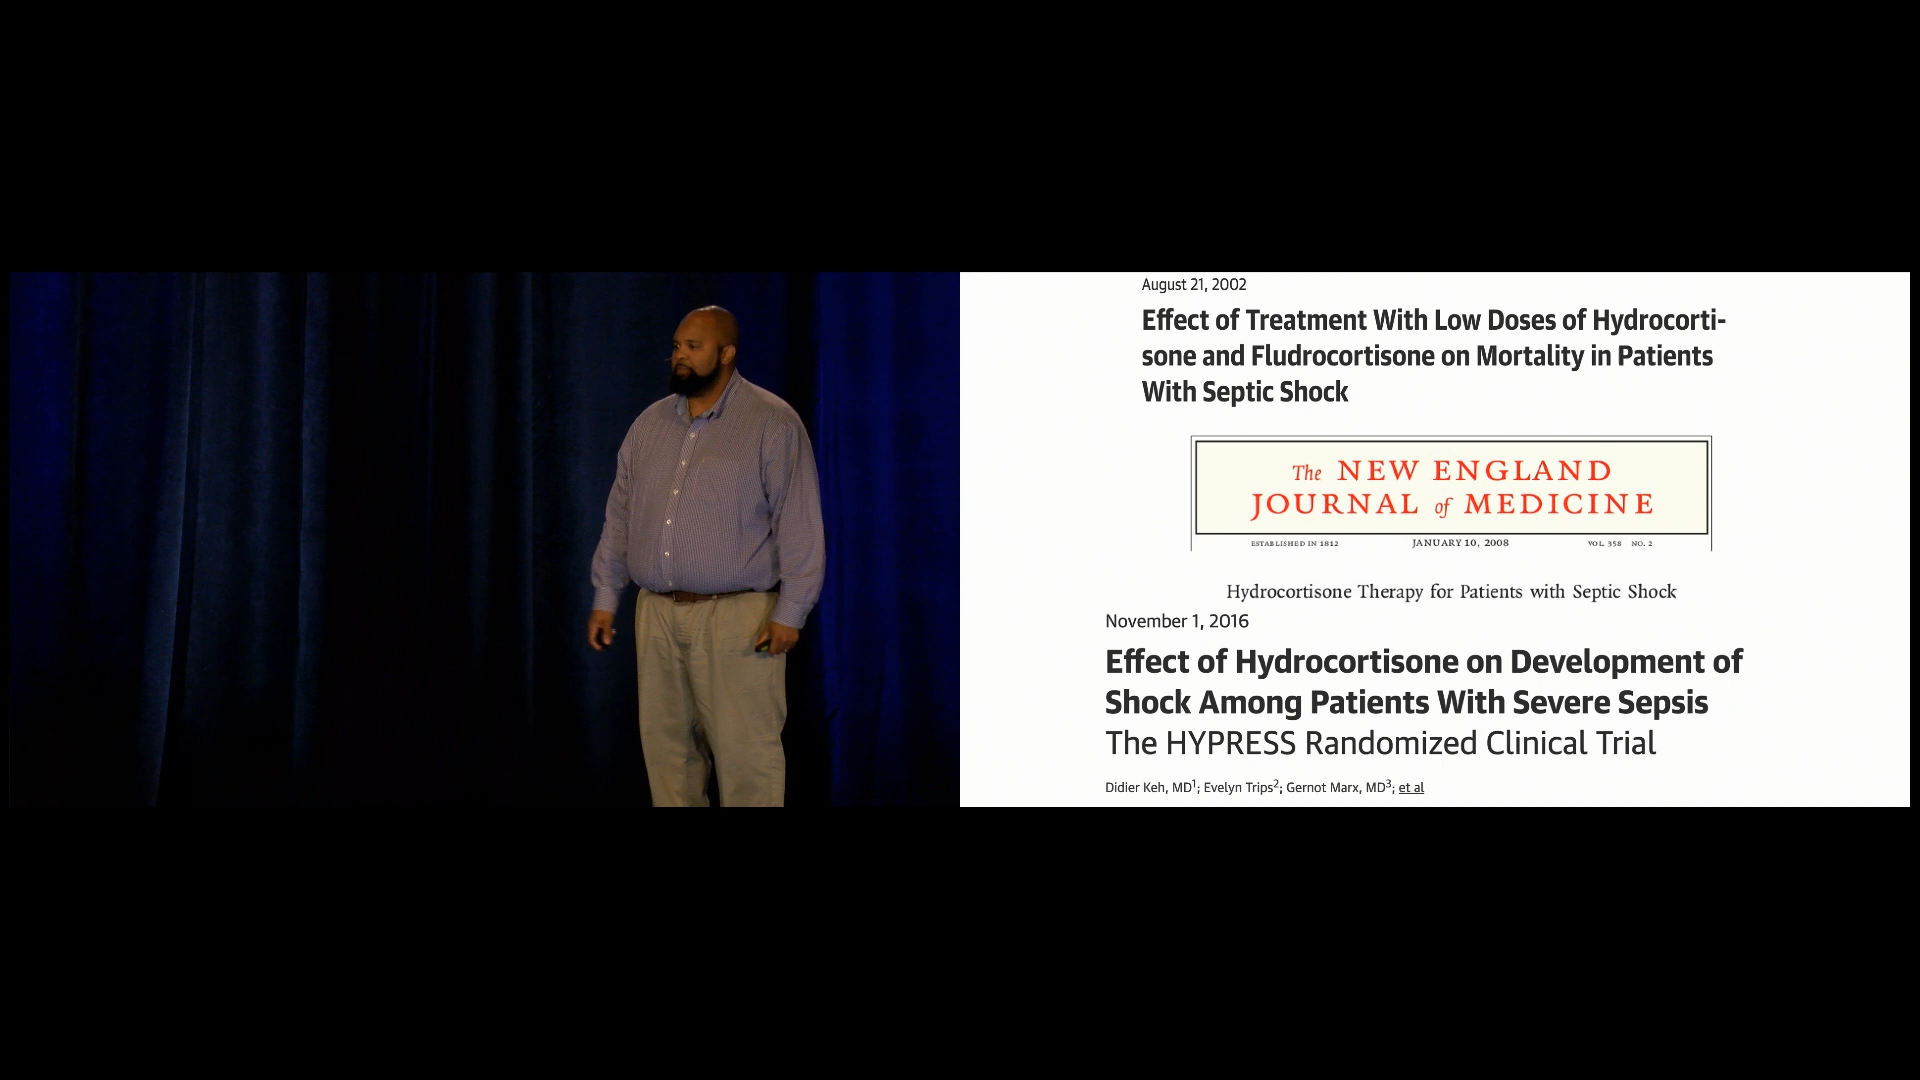 August 21, 2002
Effect of Treatment With Low Doses of Hydrocorti-
sone and Fludrocortisone on Mortality in Patients
With Septic Shock
The NEW ENGLAND
JOURNAL of MEDICINE
ESTABLISHED IN 1812 JANUARY 10, 2008 VOL. 358 NO. 2
Hydrocortisone Therapy for Patients with Septic Shock
November 1, 2016
Effect of Hydrocortisone on Development of
Shock Among Patients With Severe Sepsis
The HYPRESS Randomized Clinical Trial
Didier Keh, MD1; Evelyn Trips2; Gernot Marx, MD3; et al